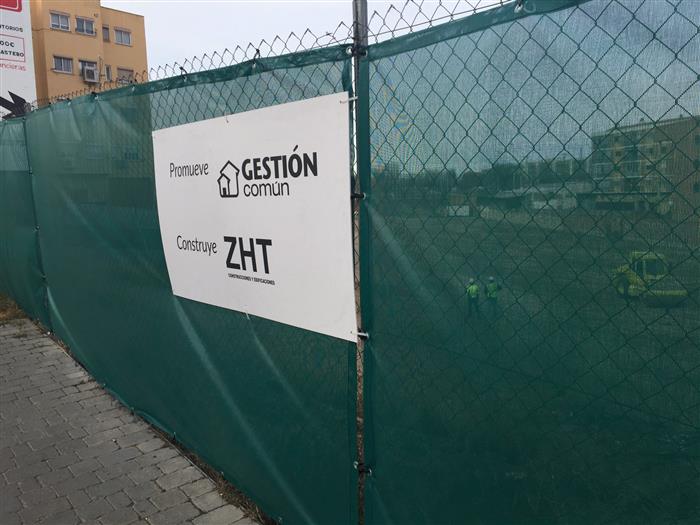 Promueve GESTIÓN
común
Construye ZHT
CONSTRUCCIONES Y EDIFICACIONES